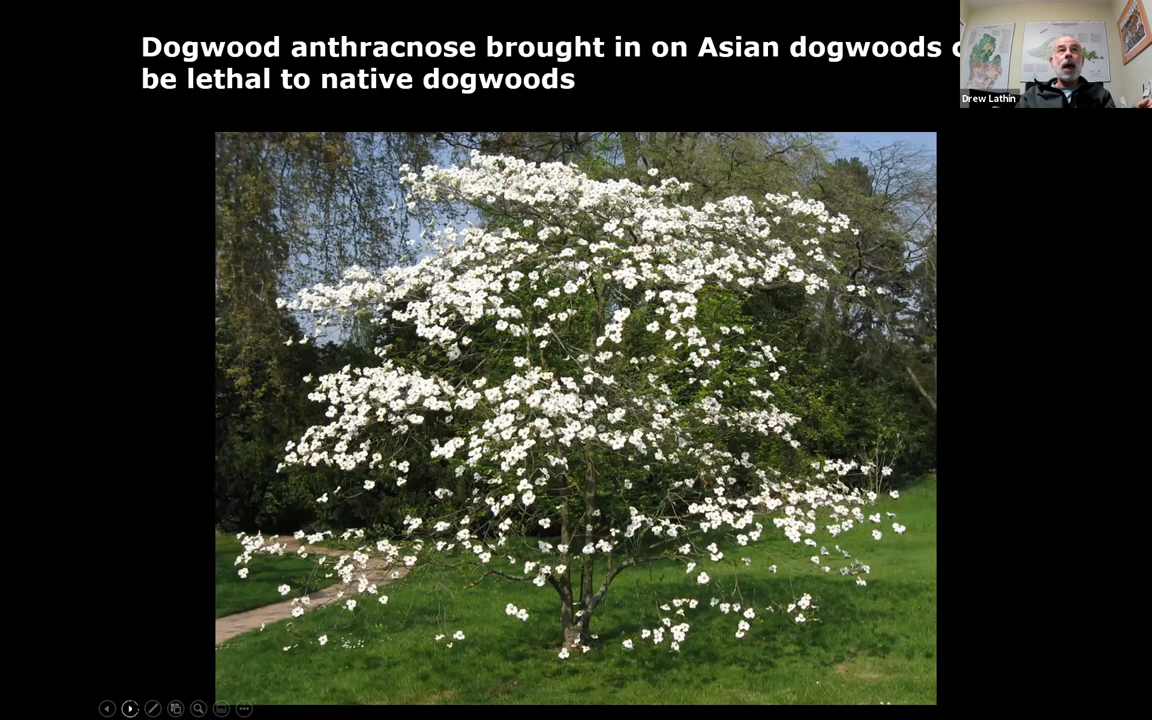 Dogwood anthracnose brought in on Asian dogwoods
be lethal to native dogwoods
Drew Lathin